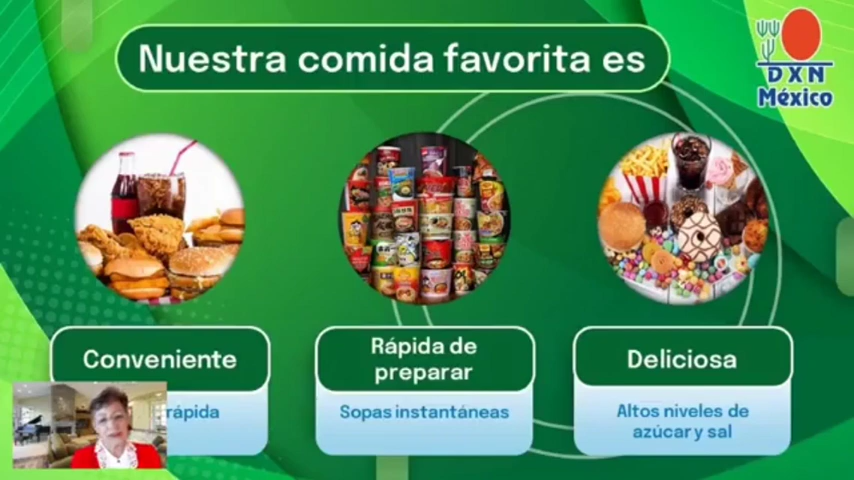 Nuestra comida favorita es
DXN
México
Conveniente
rápida
Rápida de
preparar
Sopas instantáneas
Deliciosa
Altos niveles de
azúcar y sal